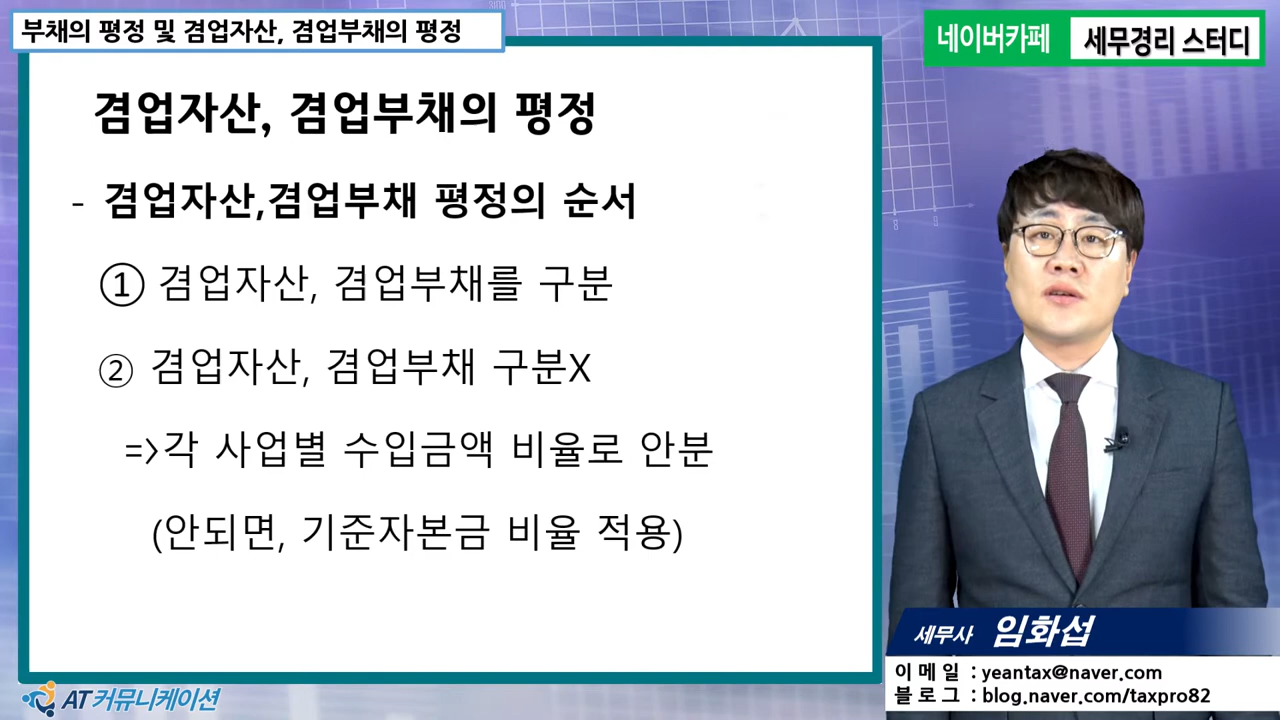 부채의 평정 및 겸업자산, 겸업부채의 평정
네이버카페 세무경리 스터디
겸업자산, 겸업부채의 평정
- 겸업자산,겸업부채 평정의 순서
① 겸업자산, 겸업부채를 구분
② 겸업자산, 겸업부채 구분X
=>각 사업별 수입금액 비율로 안분
(안되면, 기준자본금 비율 적용)
세무사 임화섭
이 메 일 : yeantax@naver.com
블 로 그 : blog.naver.com/taxpro82
AT커뮤니케이션